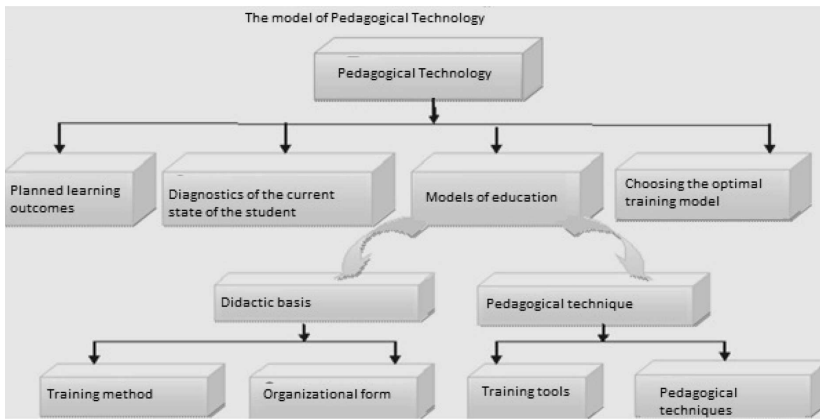 The model of Pedagogical Technology
Pedagogical Technology
Planned learning
outcomes
Diagnostics of the current
state of the student
Models of education
Choosing the optimal
training model
Didactic basis
Pedagogical technique
Training method
Organizational form
Training tools
Pedagogical
techniques